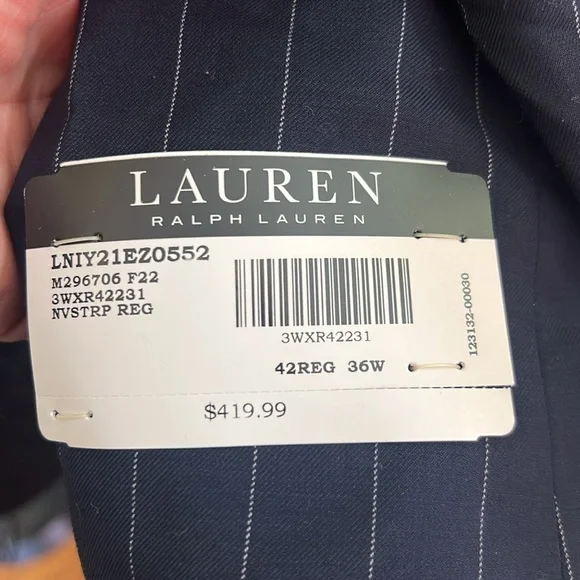 LAUREN
RALPH LAUREN
LNIY21EZ0552
M296706 F22
3WXR42231
NVSTRP REG
3WXR42231
42REG 36W
123132-00030
$419.99